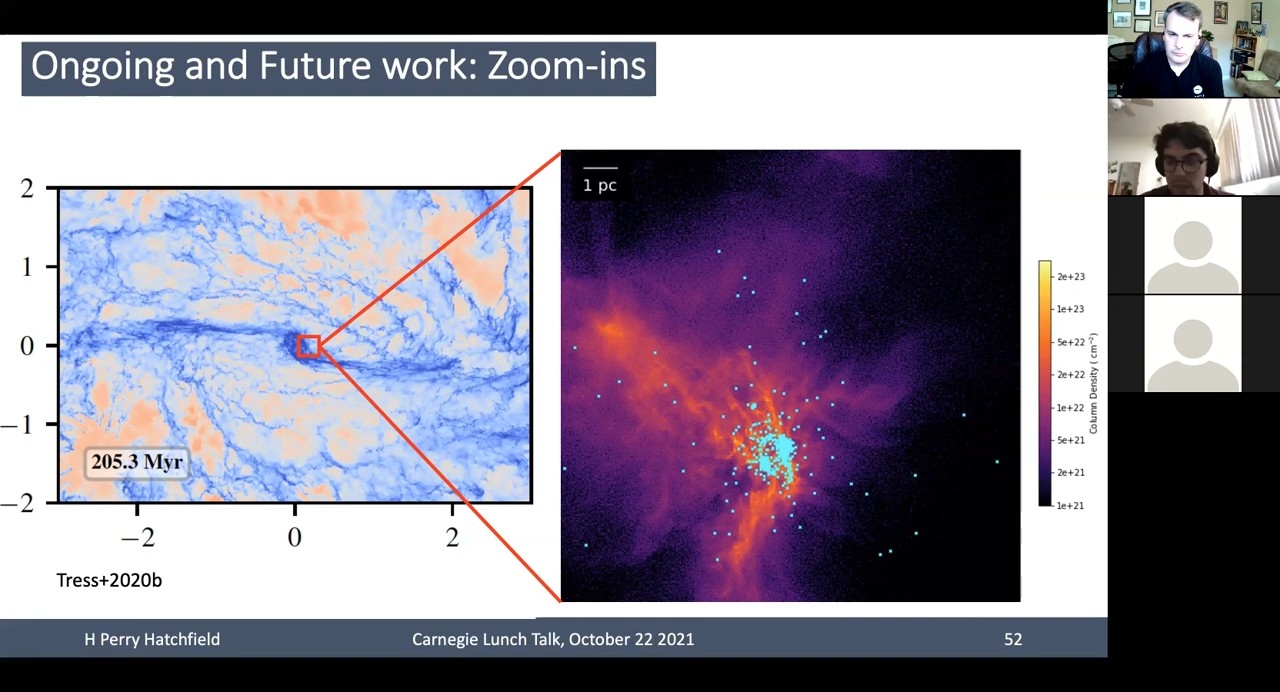 Ongoing and Future work: Zoom-ins
2
1
0
−1
−2
205.3 Myr
−2
0
2
Tress+2020b
1 pc
2e+23
1e+23
5e+22
2e+22
1e+22
5e+21
2e+21
1e+21
Column Density ( cm⁻²)
H Perry Hatchfield
Carnegie Lunch Talk, October 22 2021
52